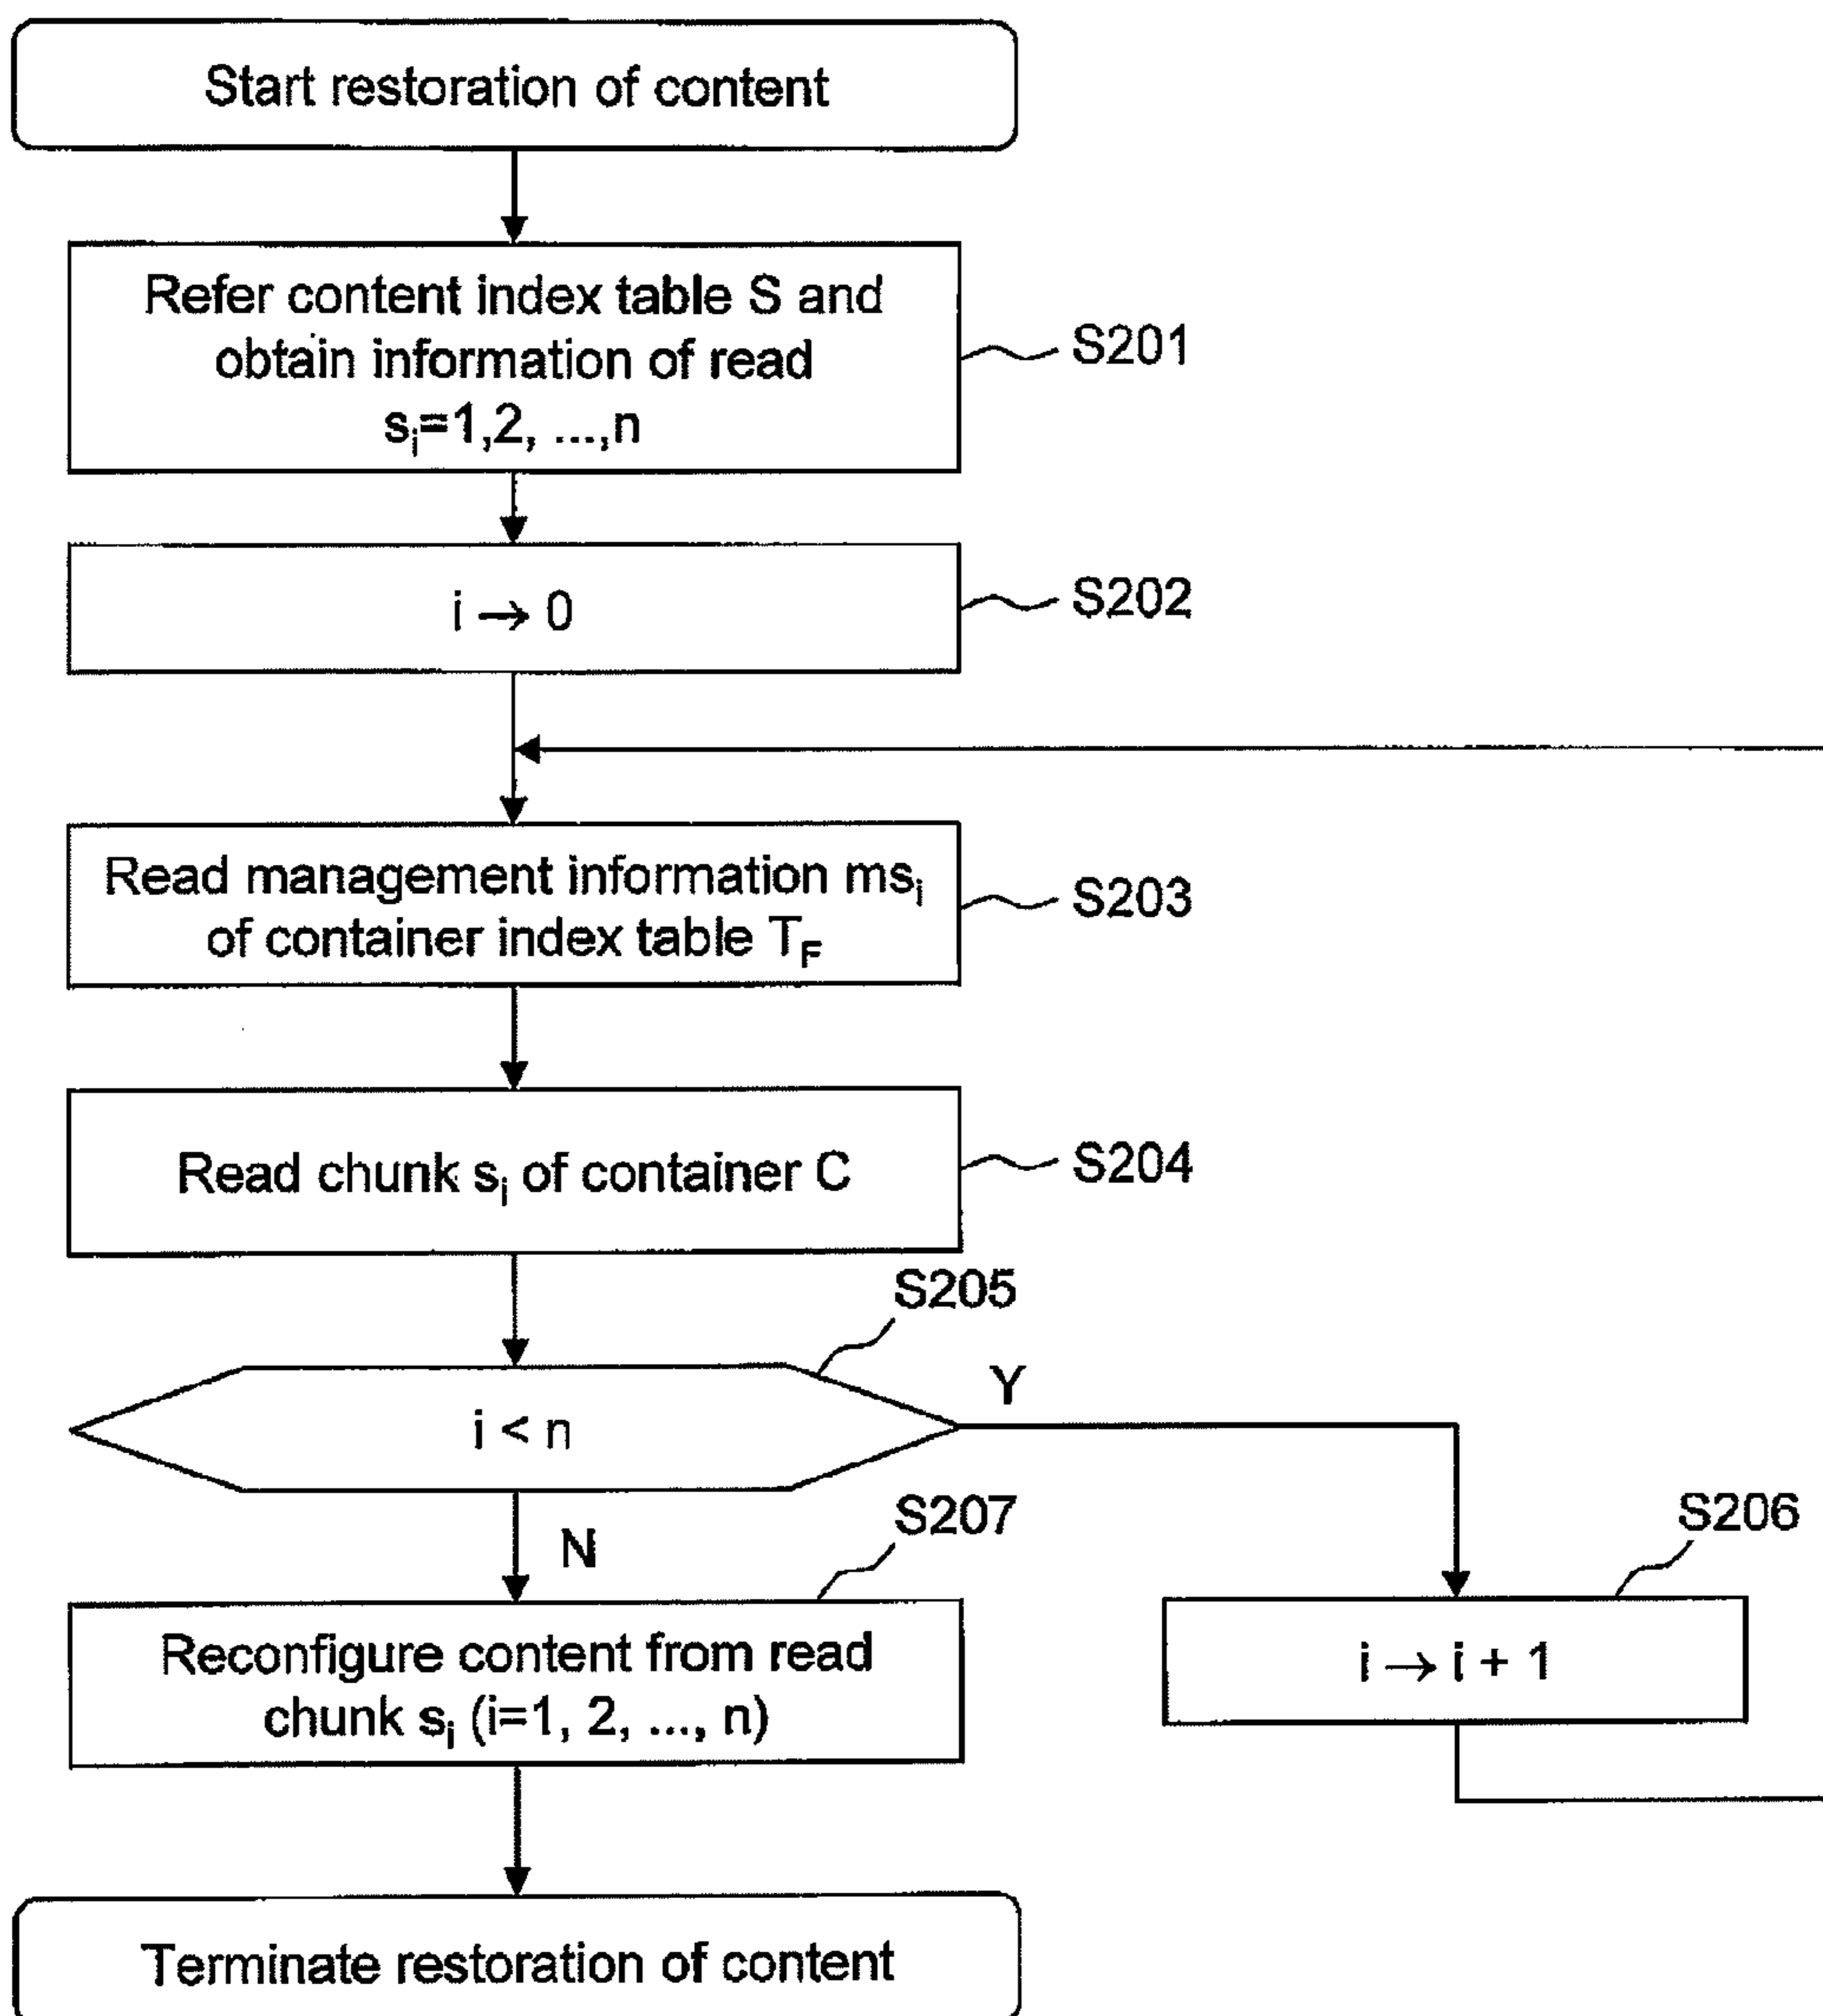 Start restoration of content
Refer content index table S and
obtain information of read
sᵢ=1,2, ...,n
S201
i → 0
S202
Read management information msᵢ
of container index table T_F
S203
Read chunk sᵢ of container C
S204
S205
i < n
Y
N
S207
S206
Reconfigure content from read
chunk sᵢ (i=1, 2, ..., n)
i → i + 1
Terminate restoration of content